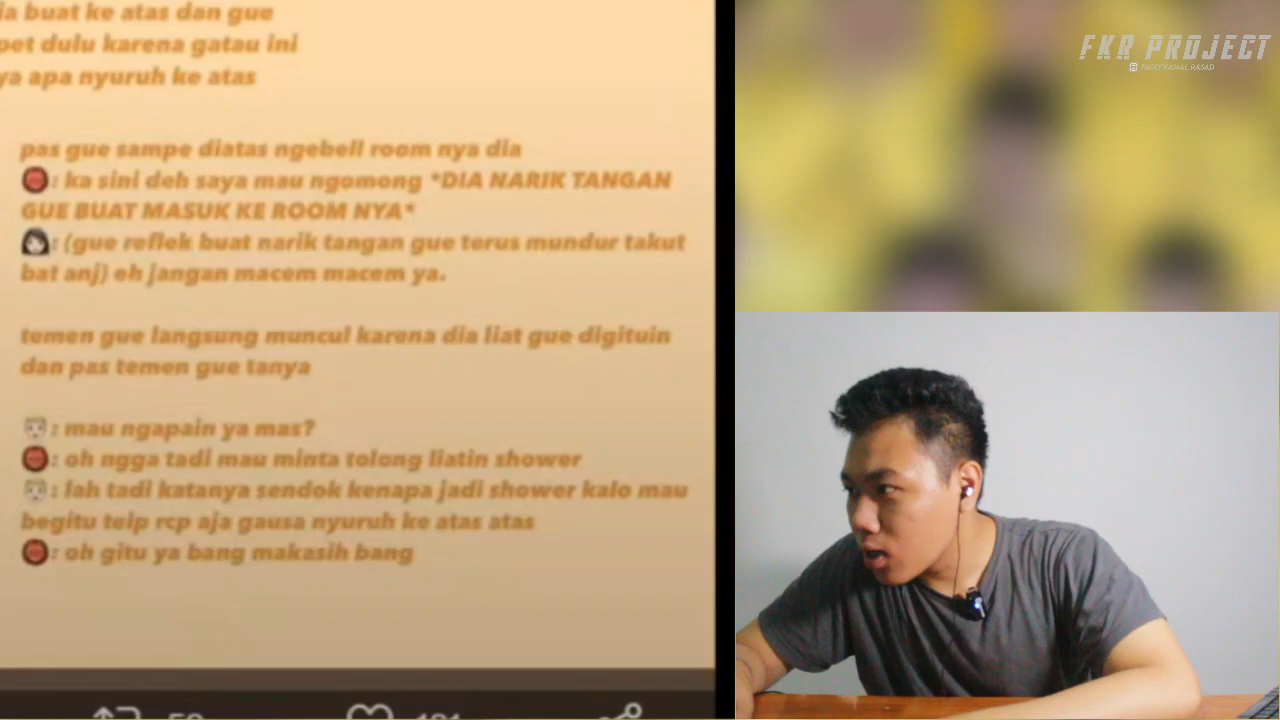 ia buat ke atas dan gue
pet dulu karena gatau ini
ya apa nyuruh ke atas
pas gue sampe diatas ngebell room nya dia
: ka sini deh saya mau ngomong *DIA NARIK TANGAN
GUE BUAT MASUK KE ROOM NYA*
: (gue reflek buat narik tangan gue terus mundur takut
bat anj) eh jangan macem macem ya.
temen gue langsung muncul karena dia liat gue digituin
dan pas temen gue tanya
: mau ngapain ya mas?
: oh ngga tadi mau minta tolong liatin shower
: lah tadi katanya sendok kenapa jadi shower kalo mau
begitu telp rcp aja gausa nyuruh ke atas atas
: oh gitu ya bang makasih bang
FKR PROJECT
FADLY.KAMAL.RASAD